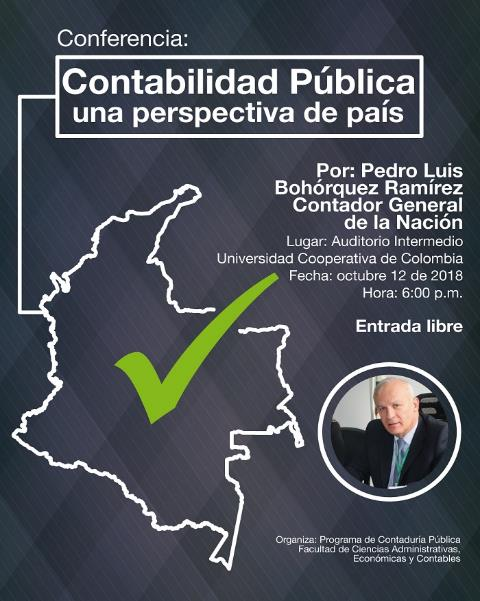 Conferencia:
Contabilidad Pública
una perspectiva de país
Por: Pedro Luis
Bohórquez Ramírez
Contador General
de la Nación
Lugar: Auditorio Intermedio
Universidad Cooperativa de Colombia
Fecha: octubre 12 de 2018
Hora: 6:00 p.m.
Entrada libre
Organiza: Programa de Contaduría Pública
Facultad de Ciencias Administrativas,
Económicas y Contables